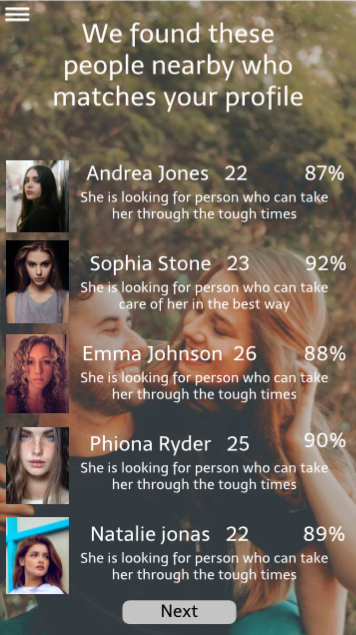 We found these
people nearby who
matches your profile
Andrea Jones 22 87%
She is looking for person who can take
her through the tough times
Sophia Stone 23 92%
She is looking for person who can take
care of her in the best way
Emma Johnson 26 88%
She is looking for person who can take
her through the tough times
Phiona Ryder 25 90%
She is looking for person who can take
her through the tough times
Natalie jonas 22 89%
She is looking for person who can take
her through the tough times
Next